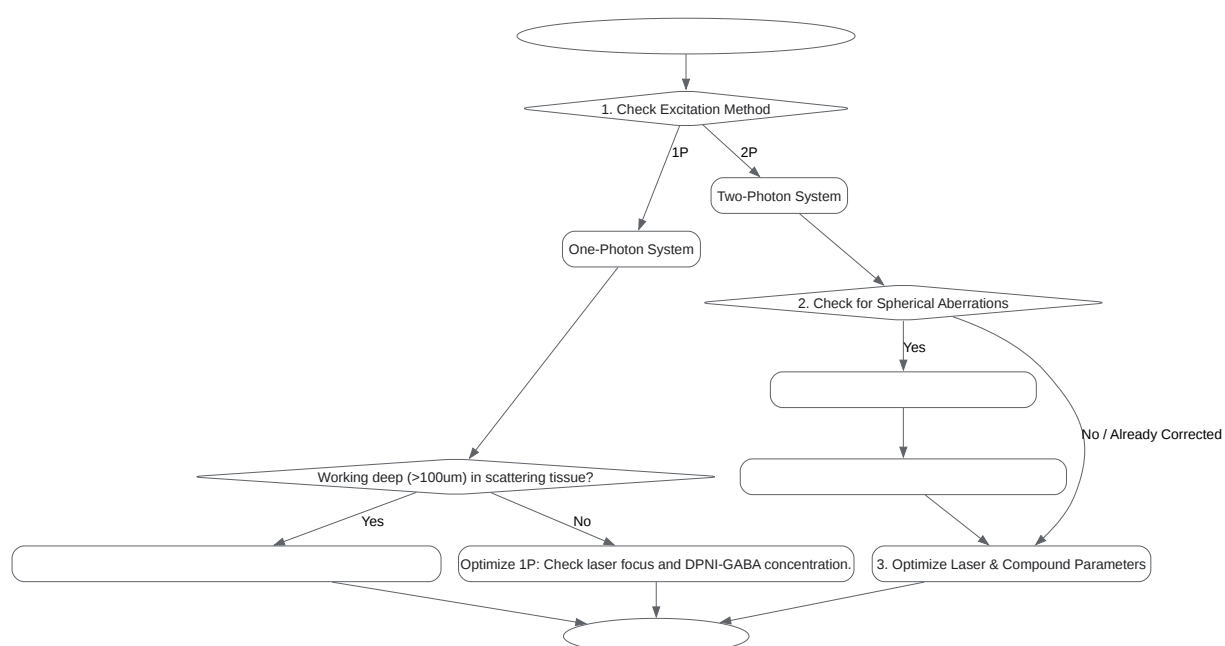 1. Check Excitation Method
1P
2P
Two-Photon System
One-Photon System
2. Check for Spherical Aberrations
Yes
No / Already Corrected
Working deep (>100um) in scattering tissue?
Yes
No
Optimize 1P: Check laser focus and DPNI-GABA concentration.
3. Optimize Laser & Compound Parameters